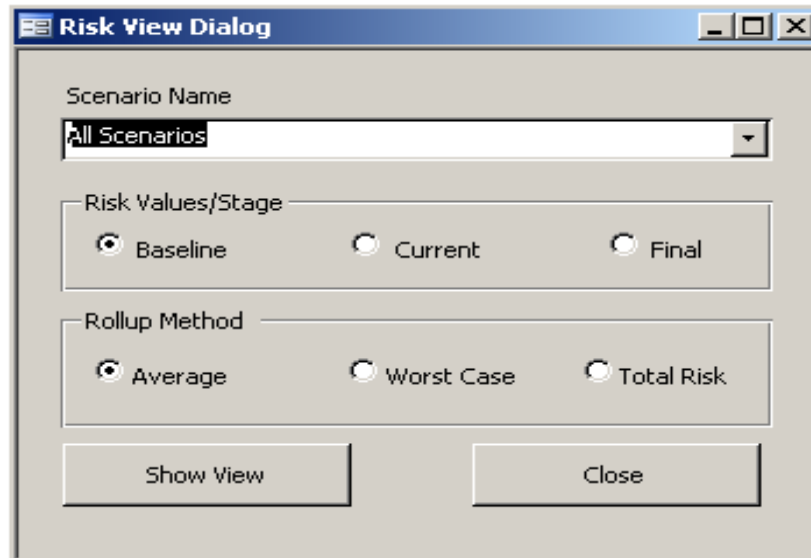 Risk View Dialog
Scenario Name
All Scenarios
Risk Values/Stage
Baseline Current Final
Rollup Method
Average Worst Case Total Risk
Show View Close